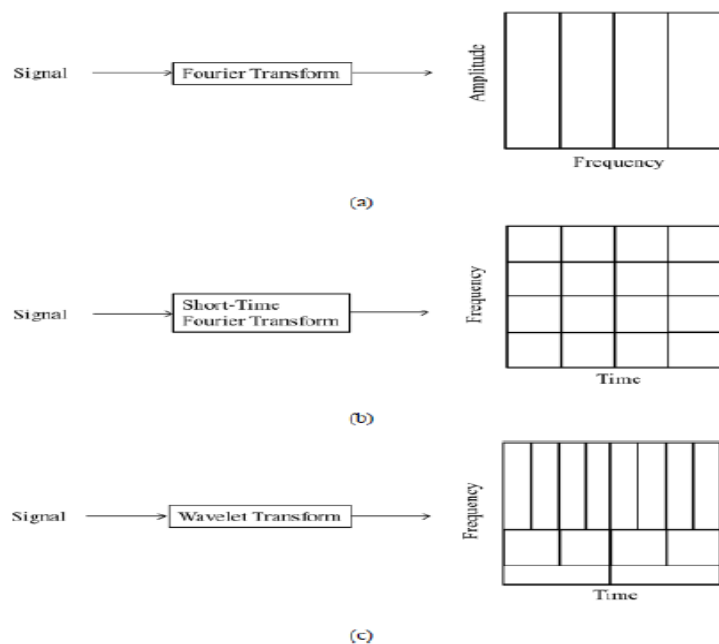 Signal
Fourier Transform
Amplitude
Frequency
(a)
Signal
Short-Time
Fourier Transform
Frequency
Time
(b)
Signal
Wavelet Transform
Frequency
Time
(c)